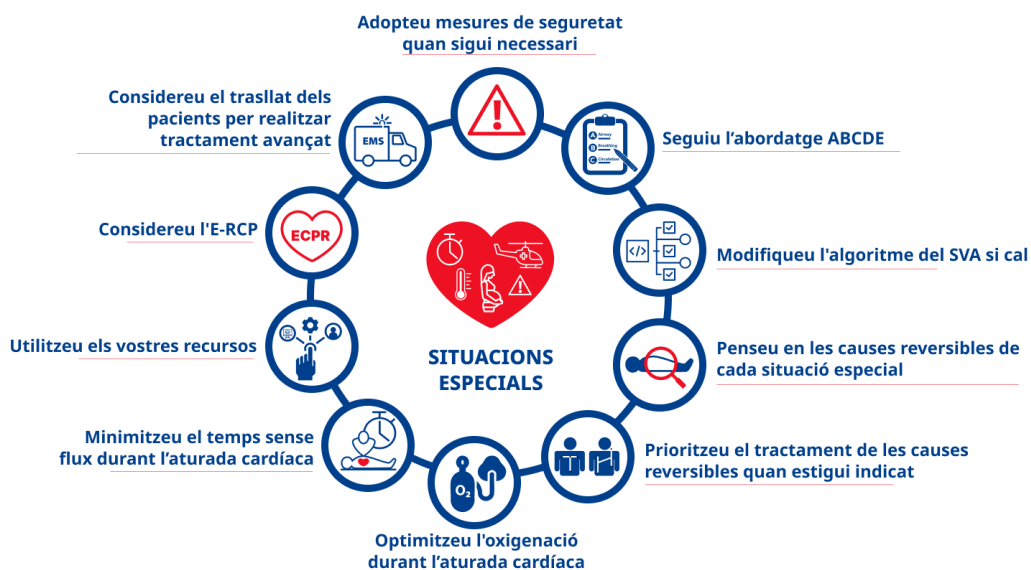 Adopteu mesures de seguretat
quan sigui necessari
Seguiu l’abordatge ABCDE
A Airway
B Breathing
C Circulation
Modifiqueu l'algoritme del SVA si cal
</>
Penseu en les causes reversibles de
cada situació especial
Prioritzeu el tractament de les causes
reversibles quan estigui indicat
T
H
O₂
Optimitzeu l'oxigenació
durant l’aturada cardíaca
Minimitzeu el temps sense
flux durant l’aturada cardíaca
Utilitzeu els vostres recursos
Considereu l'E-RCP
ECPR
Considereu el trasllat dels
pacients per realitzar
tractament avançat
EMS
SITUACIONS
ESPECIALS